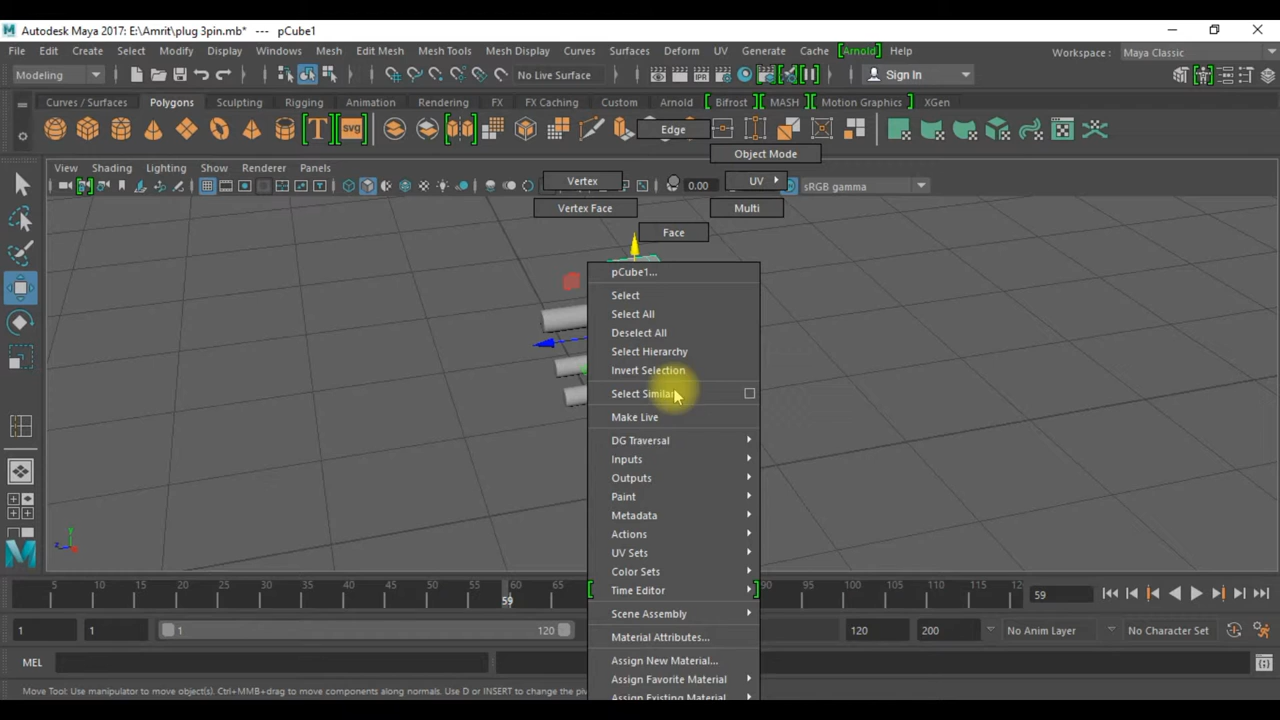 Autodesk Maya 2017: E:\Amrit\plug 3pin.mb* --- pCube1
File Edit Create Select Modify Display Windows Mesh Edit Mesh Mesh Tools Mesh Display Curves Surfaces Deform UV Generate Cache Arnold Help
Workspace : Maya Classic
Modeling No Live Surface Sign In
Curves / Surfaces Polygons Sculpting Rigging Animation Rendering FX FX Caching Custom Arnold Bifrost MASH Motion Graphics XGen
T SVG
Edge
Object Mode
View Shading Lighting Show Renderer Panels
Vertex UV
0.00 sRGB gamma
Vertex Face Multi
Face
pCube1...
Select
Select All
Deselect All
Select Hierarchy
Invert Selection
Select Similar
Make Live
DG Traversal
Inputs
Outputs
Paint
Metadata
Actions
UV Sets
Color Sets
Time Editor
Scene Assembly
Material Attributes...
Assign New Material...
Assign Favorite Material
Assign Existing Material
y
z
5 10 15 20 25 30 35 40 45 50 55 60 65 90 95 100 105 110 115 12
59 59
1 1 1 120 120 200 No Anim Layer No Character Set
MEL
Move Tool: Use manipulator to move object(s). Ctrl+MMB+drag to move components along normals. Use D or INSERT to change the